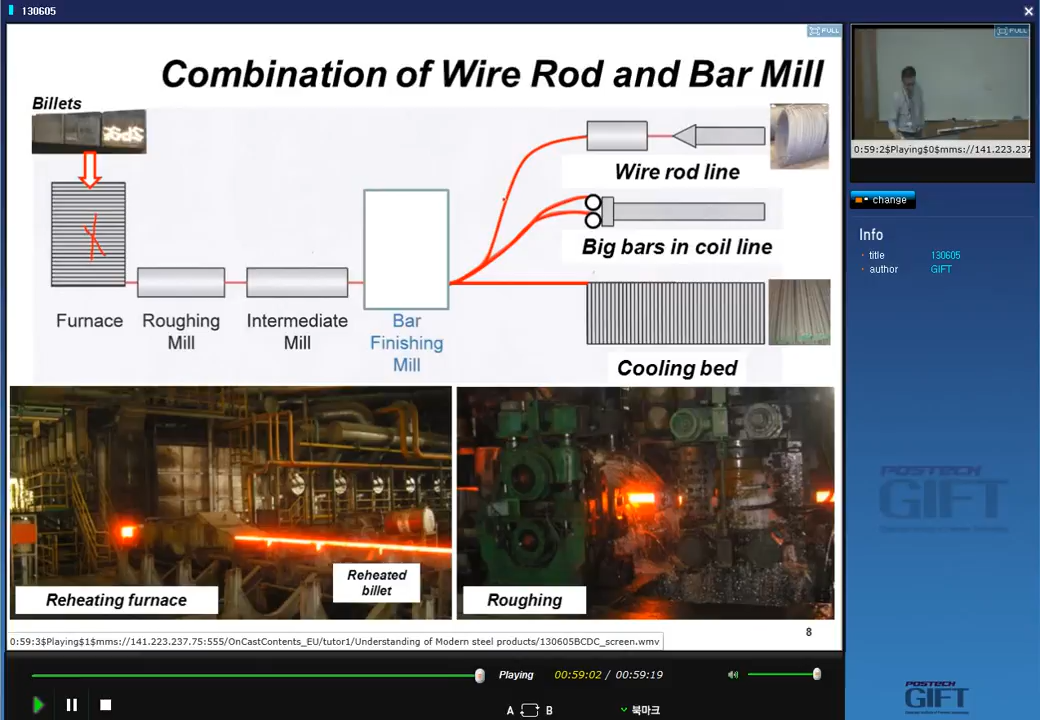 130605
FULL
Combination of Wire Rod and Bar Mill
Billets
Wire rod line
Big bars in coil line
Furnace
Roughing
Mill
Intermediate
Mill
Bar
Finishing
Mill
Cooling bed
Reheating furnace
Reheated
billet
Roughing
8
0:59:3$Playing$1$mms://141.223.237.75:555/OnCastContents_EU/tutor1/Understanding of Modern steel products/130605BCDC_screen.wmv
Playing
00:59:02 / 00:59:19
A B
북마크
FULL
0:59:2$Playing$0$mms://141.223.237
change
Info
title 130605
author GIFT
POSTECH
GIFT
POSTECH
GIFT